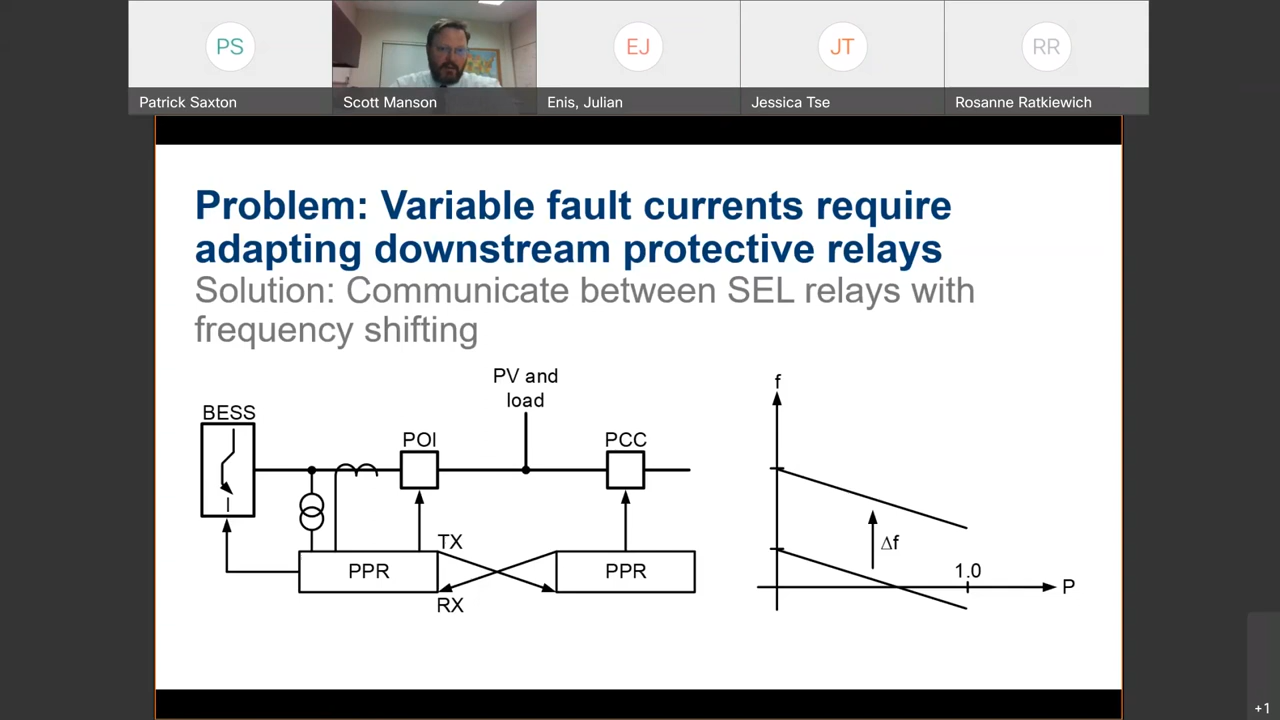 PS
EJ
JT
RR
Patrick Saxton
Scott Manson
Enis, Julian
Jessica Tse
Rosanne Ratkiewich
Problem: Variable fault currents require
adapting downstream protective relays
Solution: Communicate between SEL relays with
frequency shifting
PV and
load
BESS
POI
PCC
TX
PPR
PPR
RX
f
Δf
1.0
P
+1